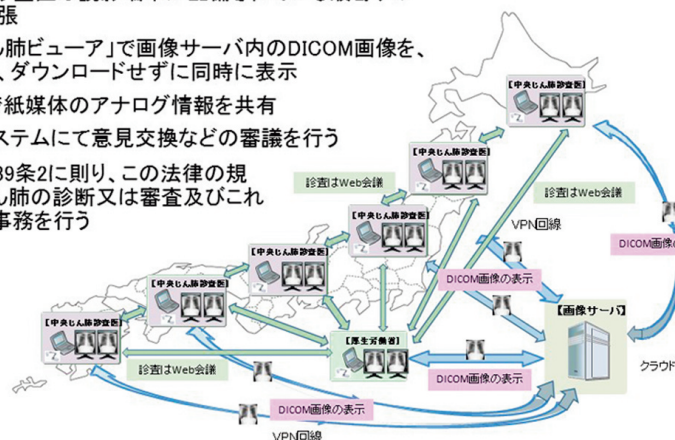 張
ん肺ビューア」で画像サーバ内のDICOM画像を、
、ダウンロードせずに同時に表示
紙媒体のアナログ情報を共有
ステムにて意見交換などの審議を行う
39条2に則り、この法律の規
ん肺の診断又は審査及びこれ
事務を行う
【中央じん肺診査医】
【中央じん肺診査医】
診査はWeb会議
診査はWeb会議
【中央じん肺診査医】
VPN回線
DICOM画像の
【中央じん肺診査医】
DICOM画像の表示
【中央じん肺診査医】
【画像サーバ】
【中央じん肺診査医】
【厚生労働省】
診査はWeb会議
DICOM画像の表示
クラウド
DICOM画像の表示
VPN回線